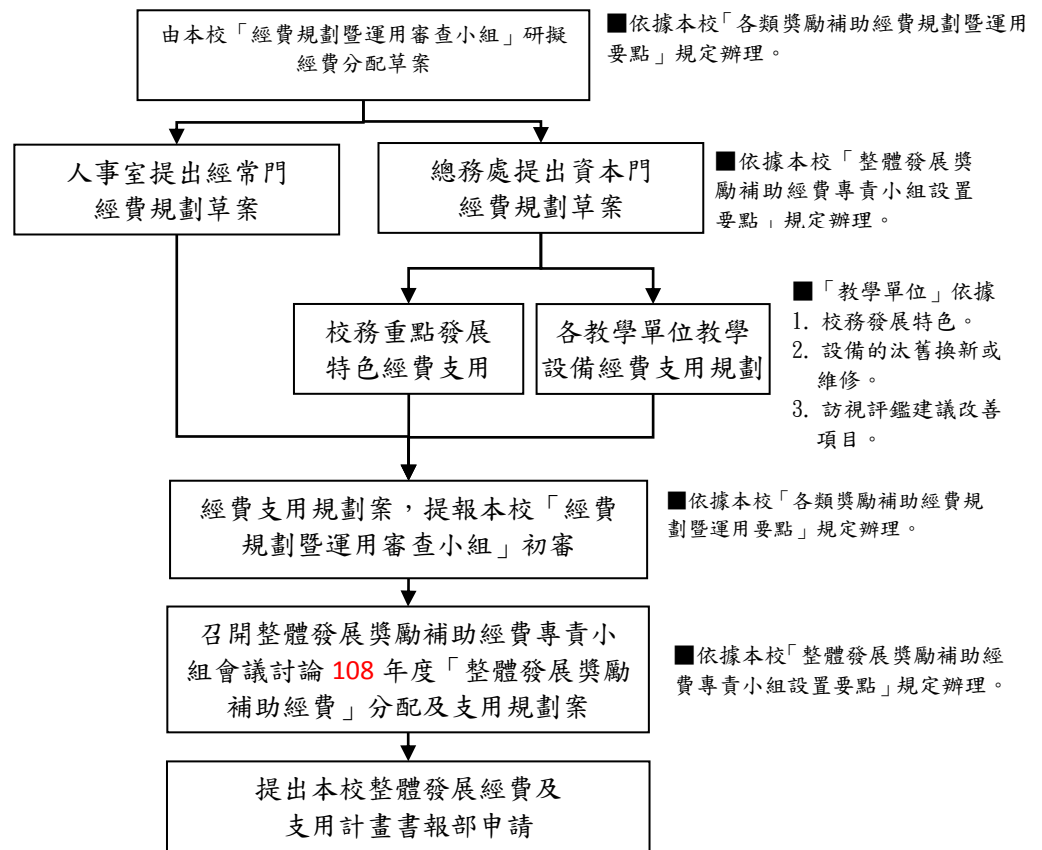 由本校「經費規劃暨運用審查小組」研擬
經費分配草案
■依據本校「各類獎勵補助經費規劃暨運用
要點」規定辦理。
人事室提出經常門
經費規劃草案
總務處提出資本門
經費規劃草案
■依據本校「整體發展獎
勵補助經費專責小組設置
要點」規定辦理。
校務重點發展
特色經費支用
各教學單位教學
設備經費支用規劃
■「教學單位」依據
1. 校務發展特色。
2. 設備的汰舊換新或
維修。
3. 訪視評鑑建議改善
項目。
經費支用規劃案，提報本校「經費
規劃暨運用審查小組」初審
■依據本校「各類獎勵補助經費規
劃暨運用要點」規定辦理。
召開整體發展獎勵補助經費專責小
組會議討論 108 年度「整體發展獎勵
補助經費」分配及支用規劃案
■依據本校「整體發展獎勵補助經
費專責小組設置要點」規定辦理。
提出本校整體發展經費及
支用計畫書報部申請